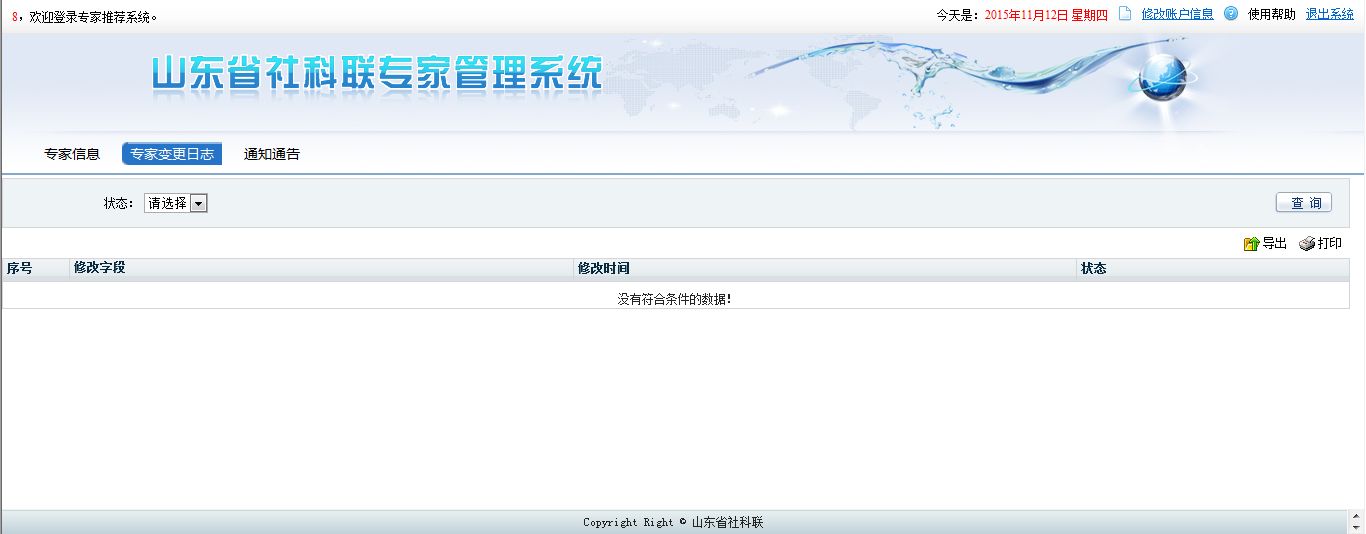 8，欢迎登录专家推荐系统。 今天是：2015年11月12日 星期四 修改账户信息 使用帮助 退出系统
山东省社科联专家管理系统
专家信息 专家变更日志 通知通告
状态： 请选择 查 询
导出 打印
序号 修改字段 修改时间 状态
没有符合条件的数据!
Copyright Right © 山东省社科联